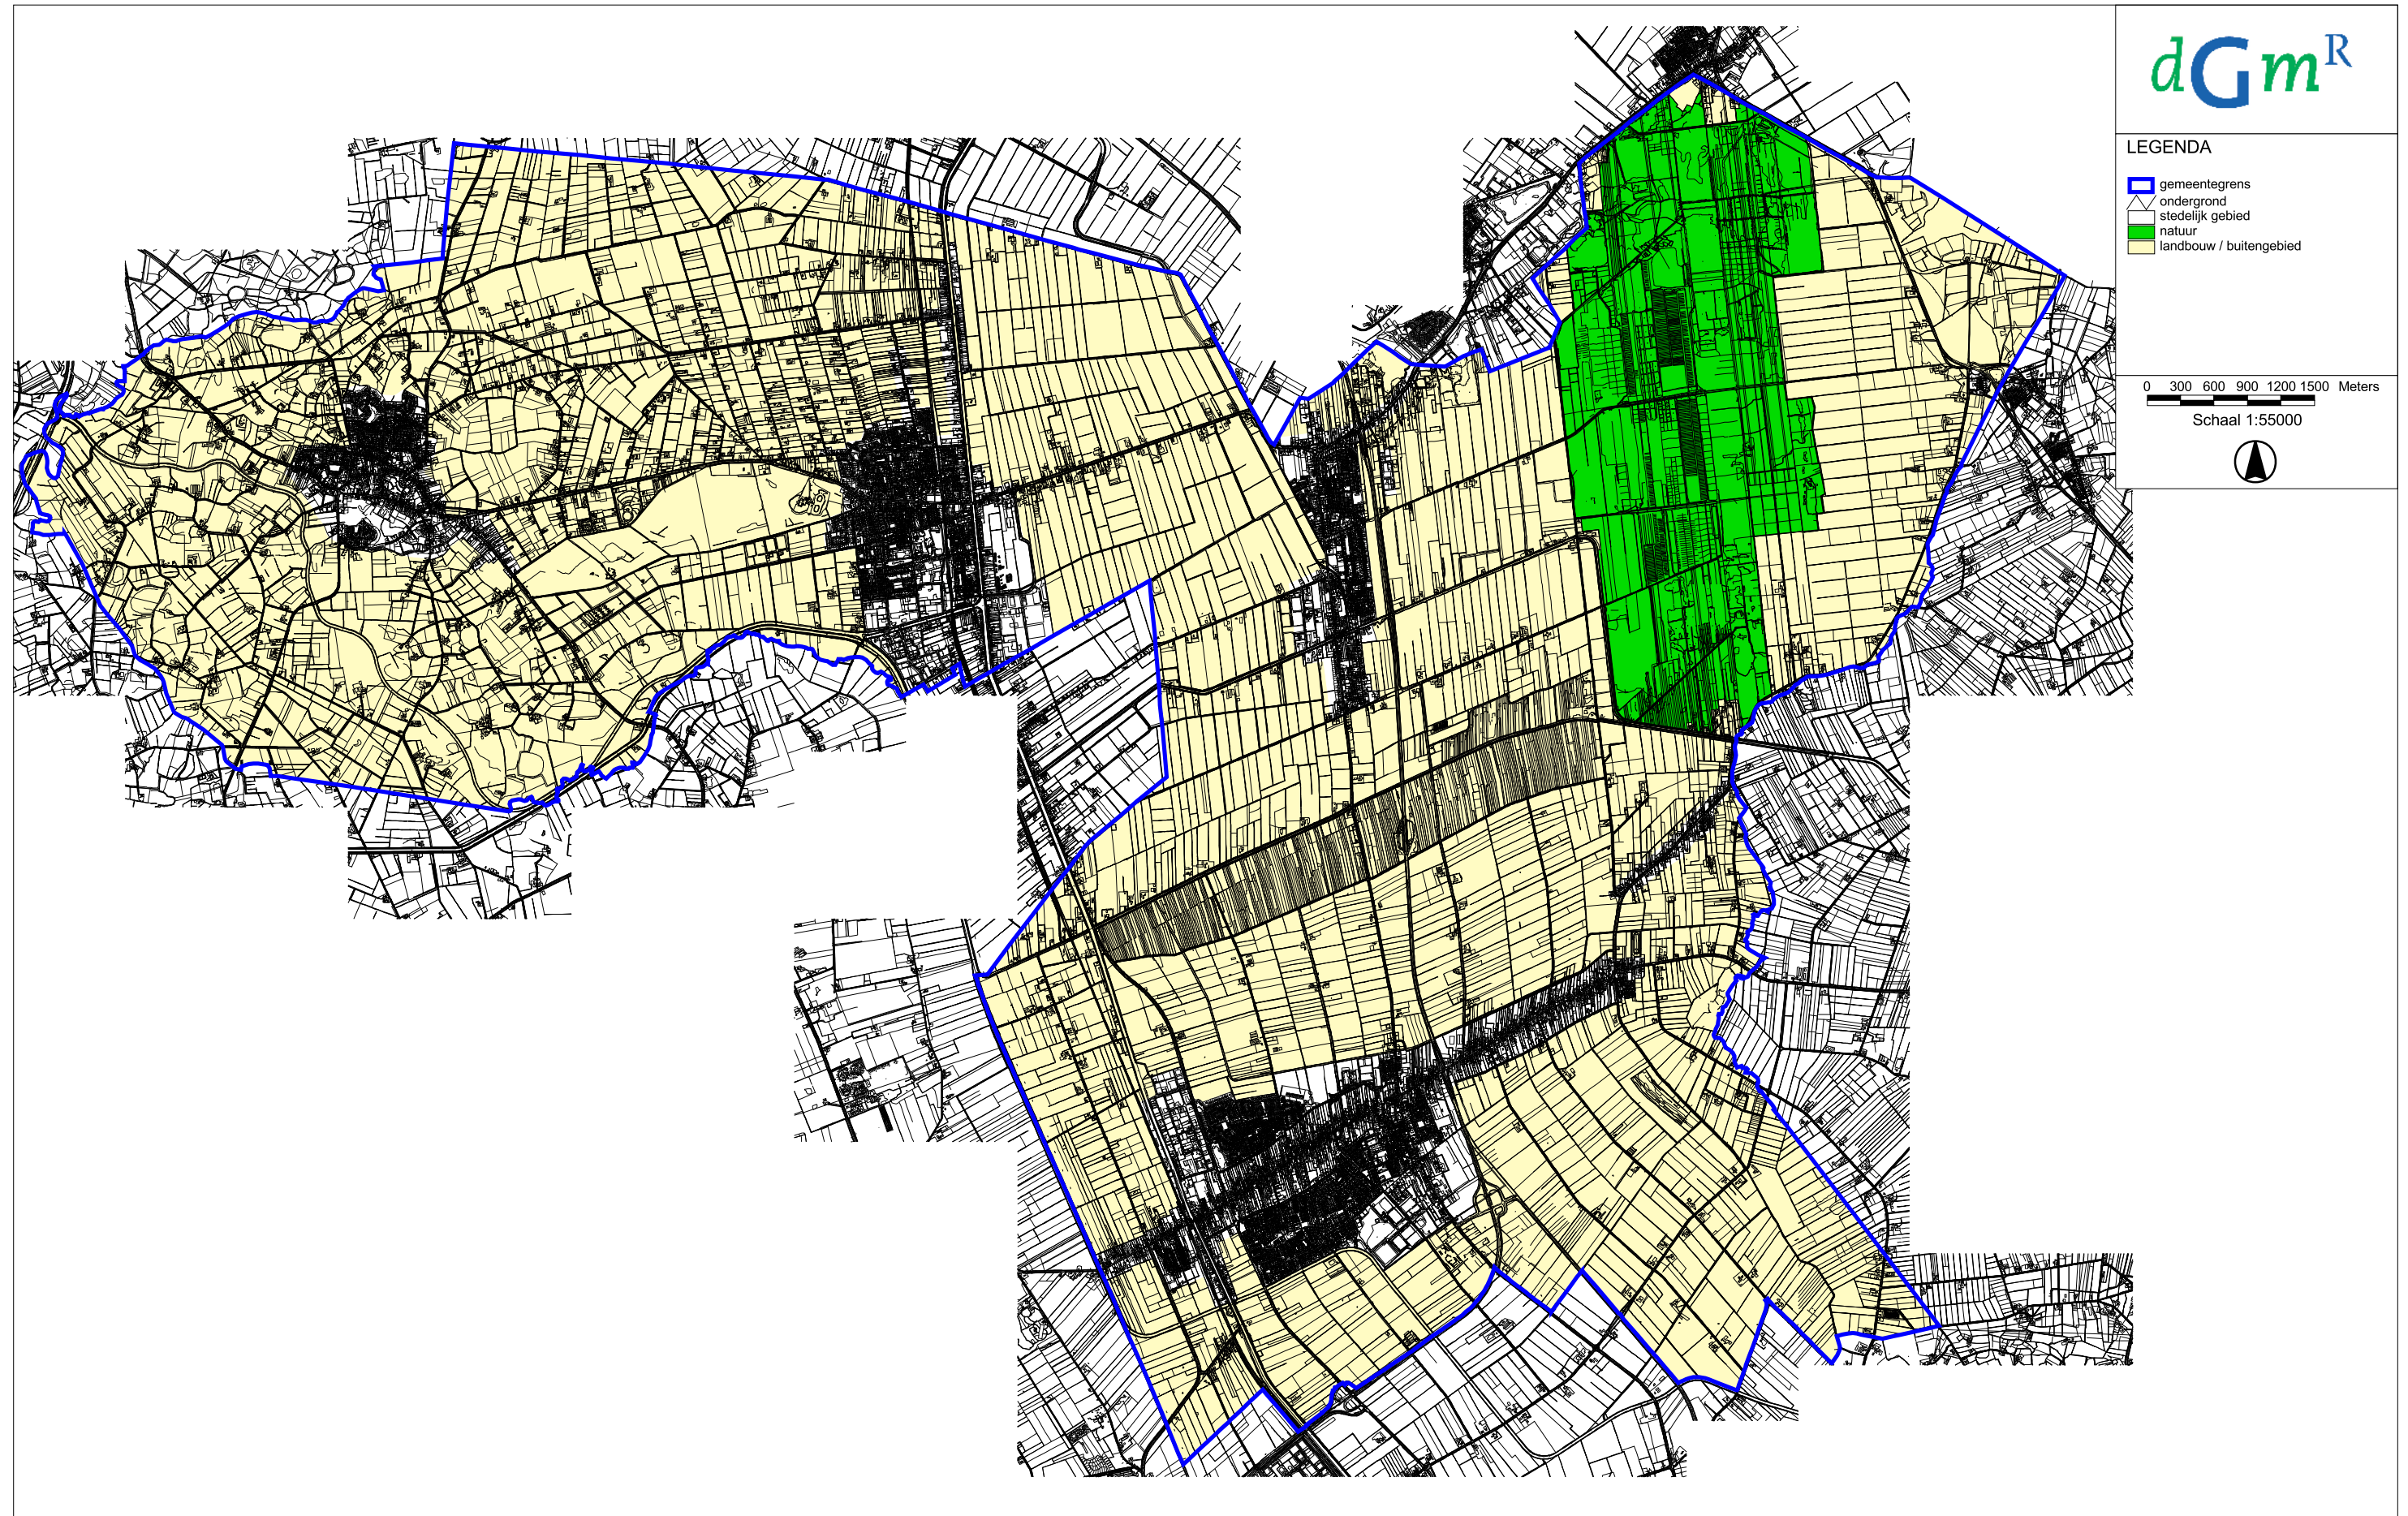 dGmR
LEGENDA
gemeentegrens
ondergrond
stedelijk gebied
natuur
landbouw / buitengebied
0 300 600 900 1200 1500 Meters
Schaal 1:55000